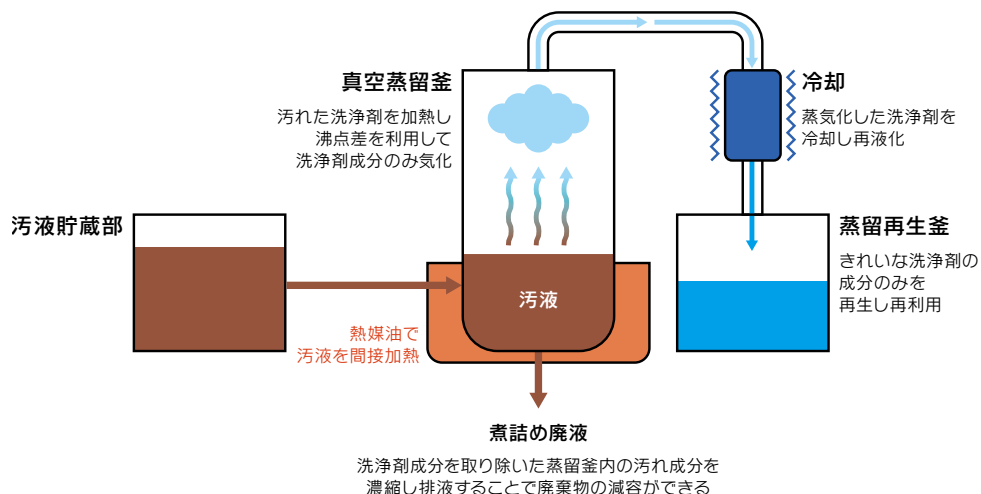 真空蒸留釜
汚れた洗浄剤を加熱し
沸点差を利用して
洗浄剤成分のみ気化
冷却
蒸気化した洗浄剤を
冷却し再液化
汚液貯蔵部
蒸留再生釜
きれいな洗浄剤の
成分のみを
再生し再利用
汚液
熱媒油で
汚液を間接加熱
煮詰め廃液
洗浄剤成分を取り除いた蒸留釜内の汚れ成分を
濃縮し排液することで廃棄物の減容ができる